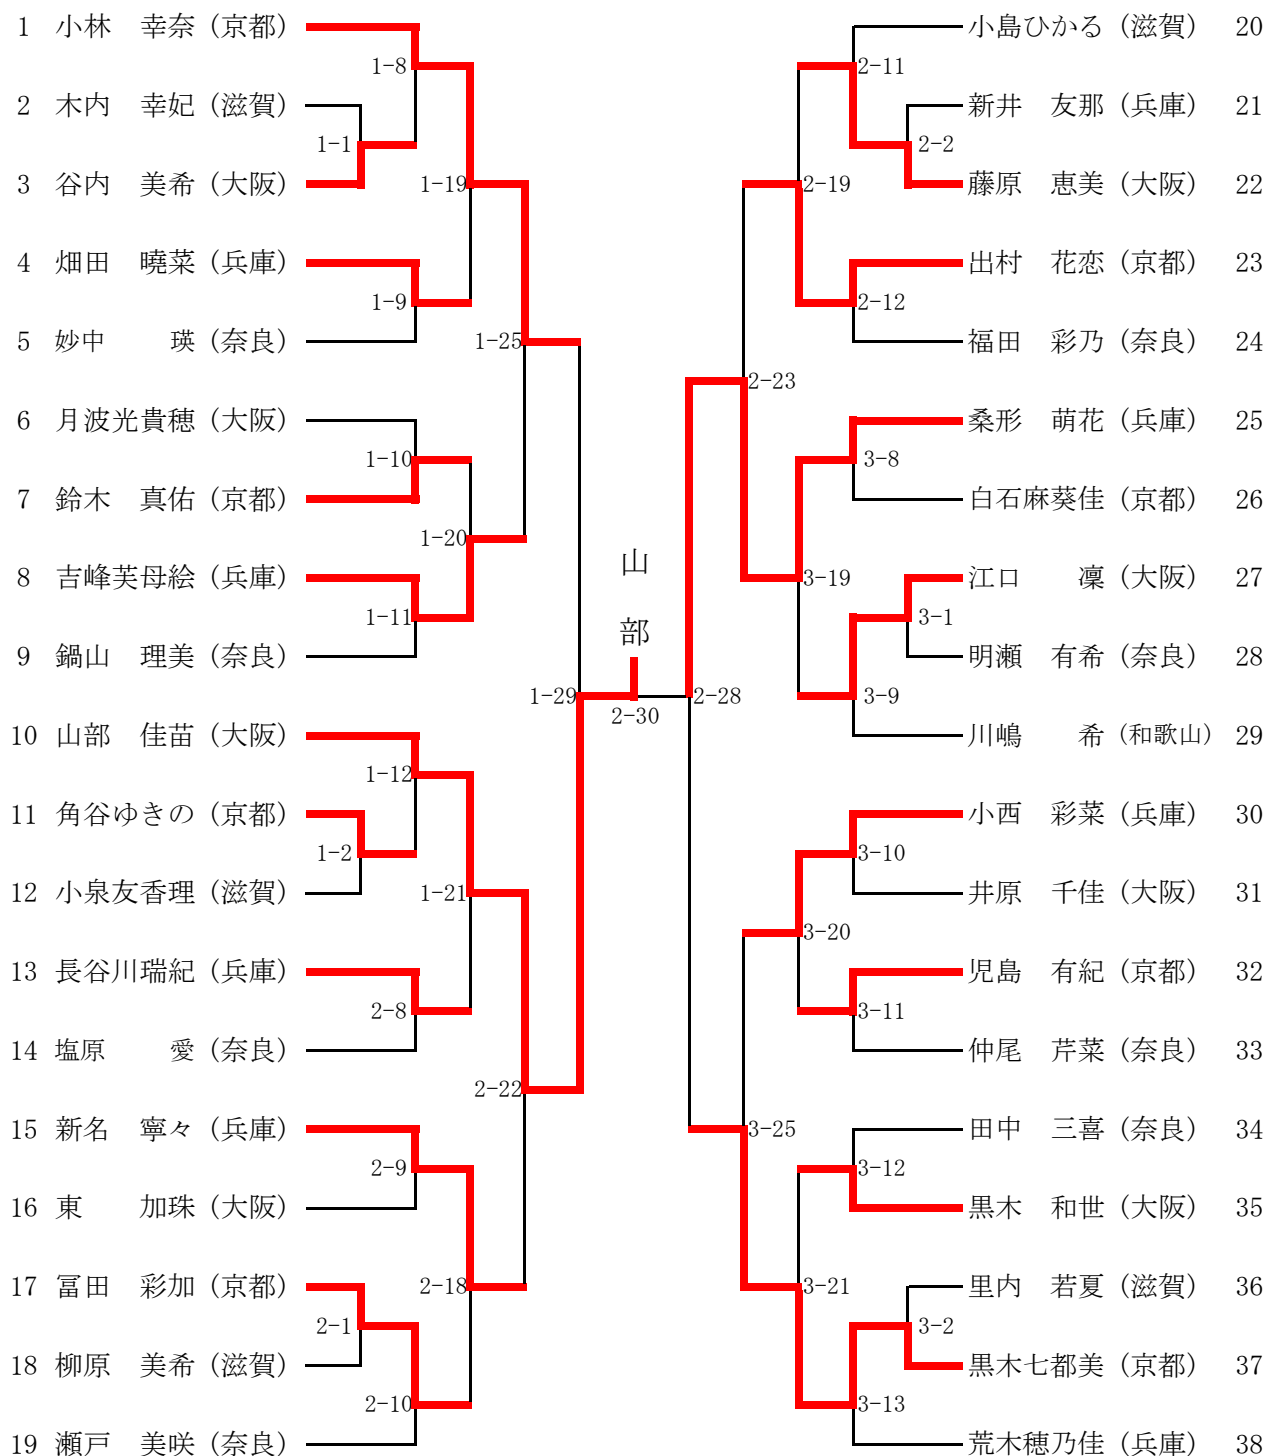 1 小林 幸奈 (京都)
1-8
2 木内 幸妃 (滋賀)
1-1
3 谷内 美希 (大阪)
1-19
4 畑田 曉菜 (兵庫)
1-9
5 妙中 瑛 (奈良)
1-25
6 月波光貴穂 (大阪)
1-10
7 鈴木 真佑 (京都)
1-20
8 吉峰芙母絵 (兵庫)
1-11
9 鍋山 理美 (奈良)
1-29
10 山部 佳苗 (大阪)
1-12
11 角谷ゆきの (京都)
1-2
12 小泉友香理 (滋賀)
1-21
13 長谷川瑞紀 (兵庫)
2-8
14 塩原 愛 (奈良)
2-22
15 新名 寧々 (兵庫)
2-9
16 東 加珠 (大阪)
17 冨田 彩加 (京都)
2-18
2-1
18 柳原 美希 (滋賀)
2-10
19 瀬戸 美咲 (奈良)
山
部
2-30
小島ひかる (滋賀) 20
2-11
新井 友那 (兵庫) 21
2-2
藤原 恵美 (大阪) 22
2-19
出村 花恋 (京都) 23
2-12
福田 彩乃 (奈良) 24
2-23
桑形 萌花 (兵庫) 25
3-8
白石麻葵佳 (京都) 26
3-19
江口 凜 (大阪) 27
3-1
明瀬 有希 (奈良) 28
2-28
3-9
川嶋 希 (和歌山) 29
小西 彩菜 (兵庫) 30
3-10
井原 千佳 (大阪) 31
3-20
児島 有紀 (京都) 32
3-11
仲尾 芹菜 (奈良) 33
3-25
田中 三喜 (奈良) 34
3-12
黒木 和世 (大阪) 35
3-21
里内 若夏 (滋賀) 36
3-2
黒木七都美 (京都) 37
3-13
荒木穂乃佳 (兵庫) 38